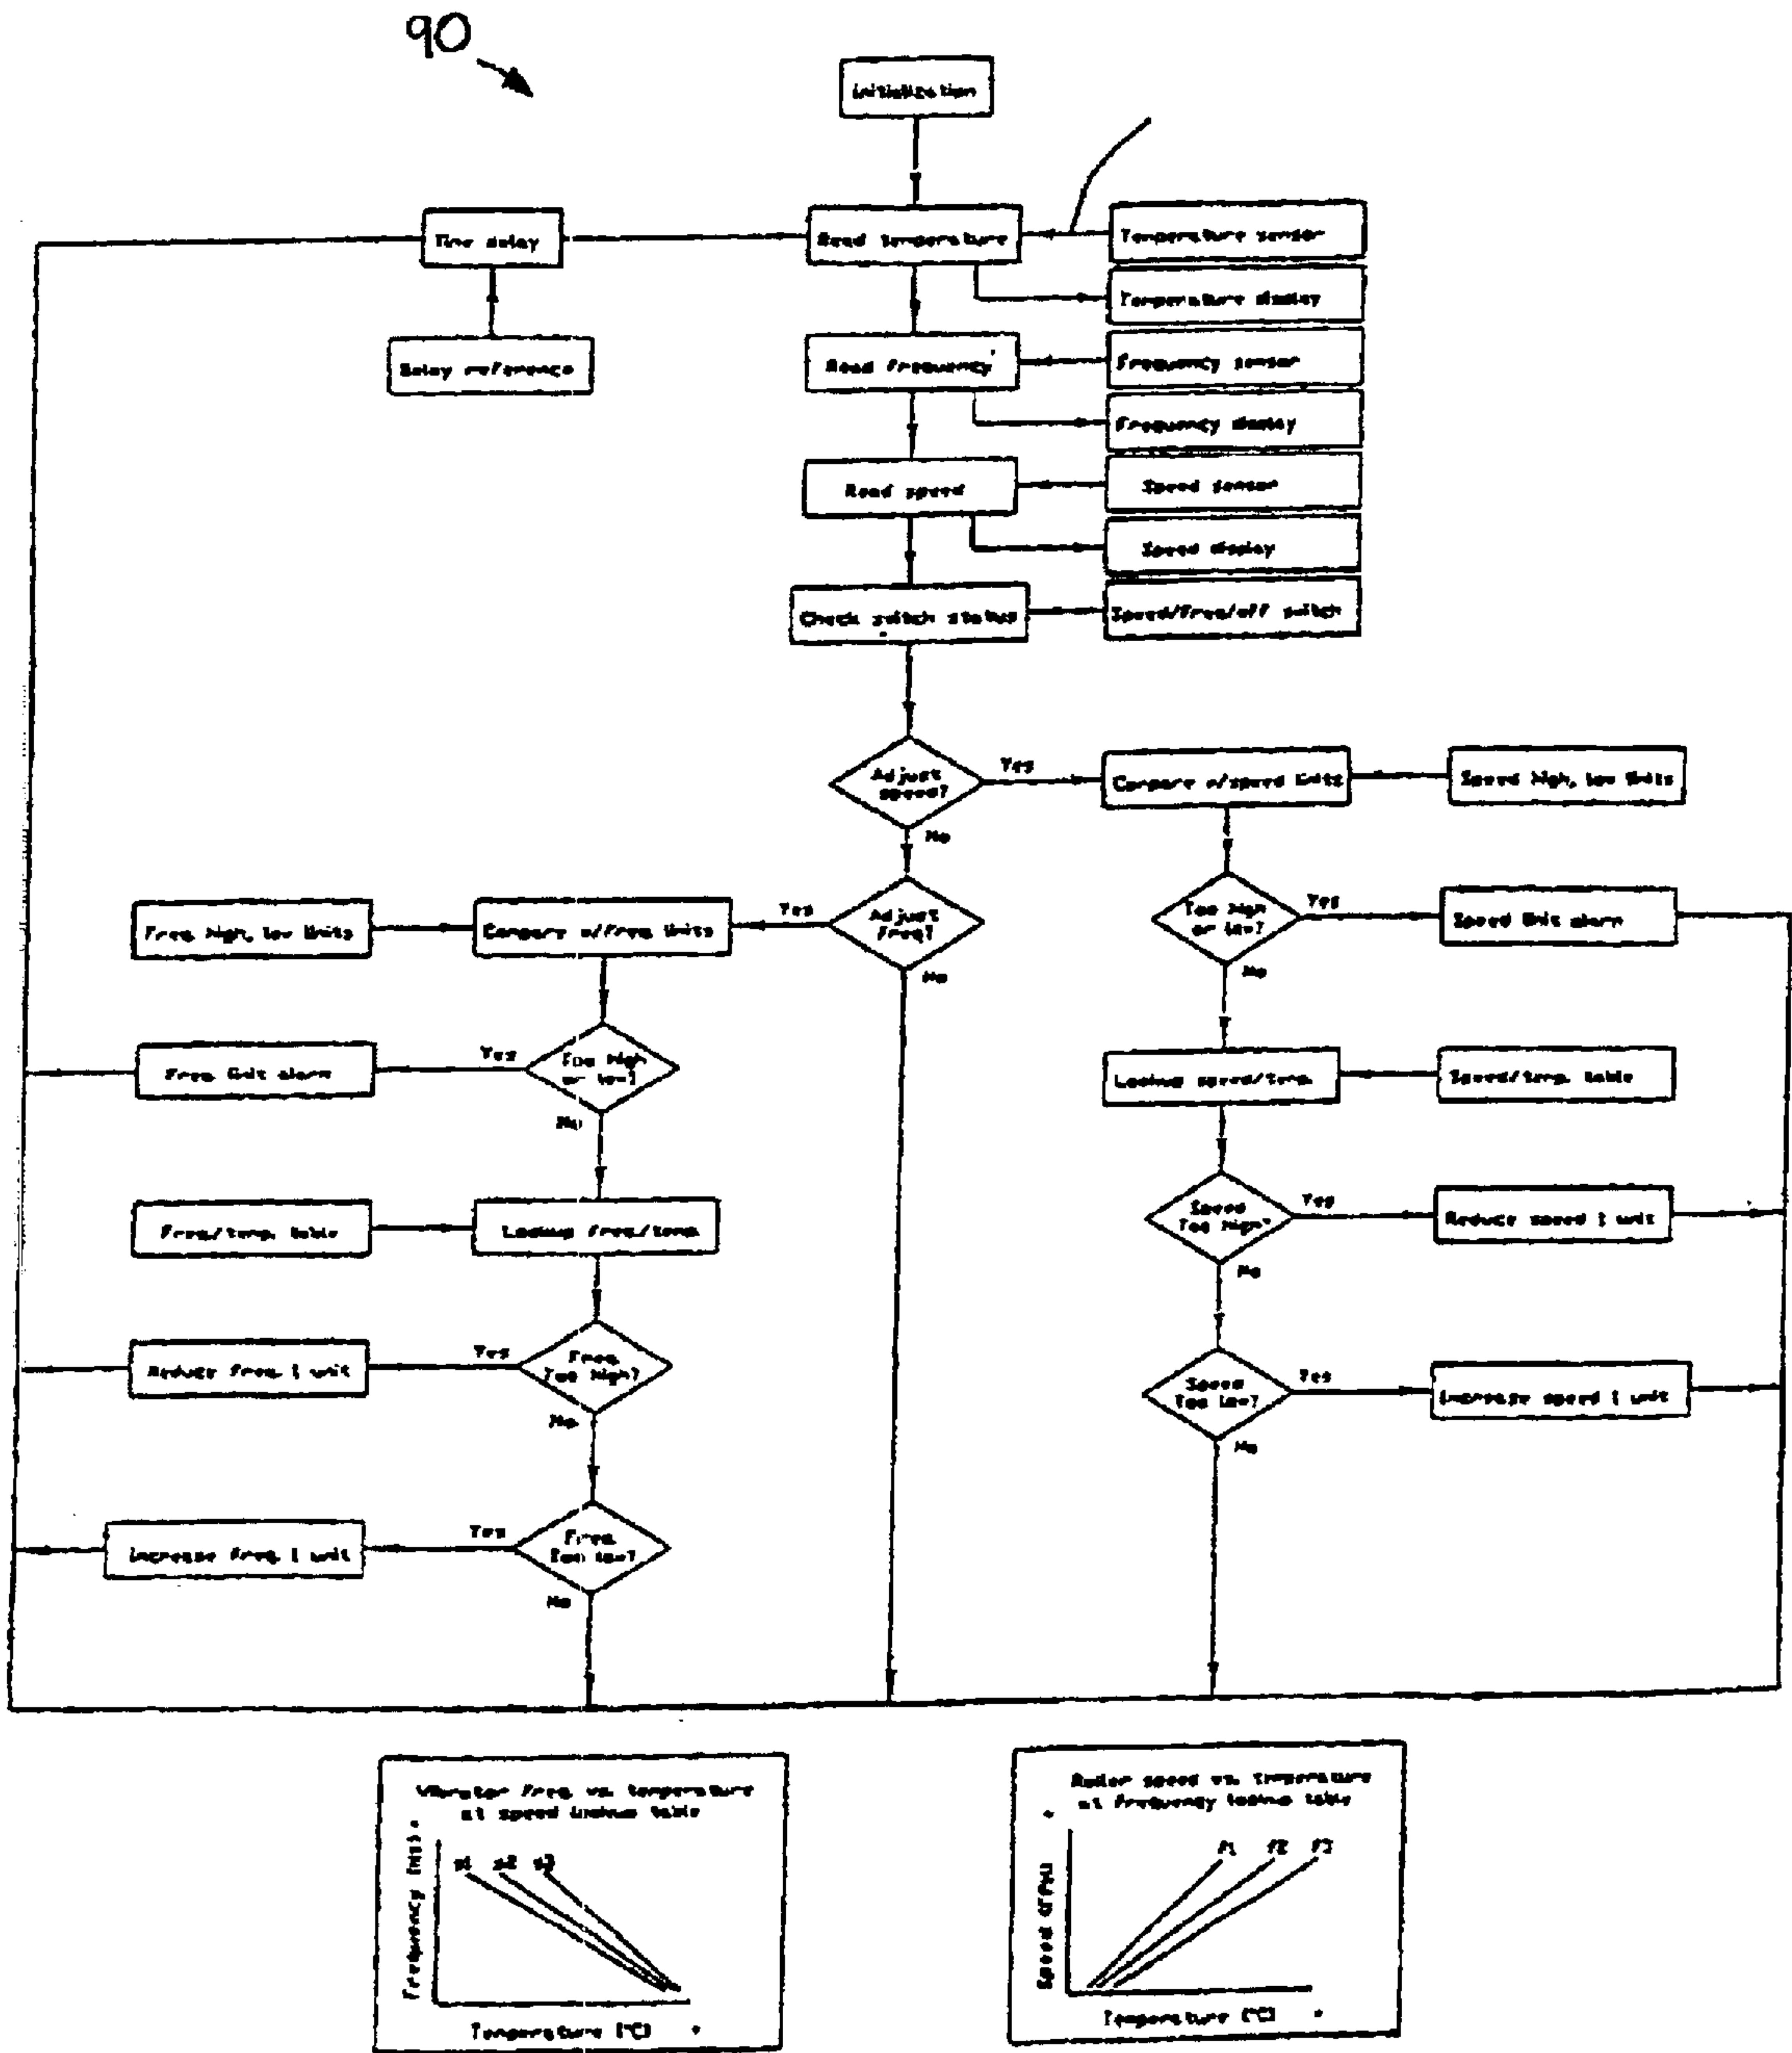 90
Initialization
Time delay
Read temperature
Temperature sensor
Temperature display
Delay reference
Read frequency
Frequency sensor
Frequency display
Read speed
Speed sensor
Speed display
Check switch status
Speed/Freq/off switch
Adjust
speed?
Yes
No
Compare w/speed limits
Speed high, low limits
Adjust
Freq?
Yes
No
Compare w/Freq. limits
Freq. high, low limits
Too high
or low?
Yes
No
Speed limit alarm
Too high
or low?
Yes
No
Freq. limit alarm
Lookup speed/temp.
Speed/temp. table
Freq./temp. table
Lookup freq./temp.
Speed
Too high?
Yes
No
Reduce speed 1 unit
Freq.
Too high?
Yes
No
Reduce freq. 1 unit
Speed
Too low?
Yes
No
Increase speed 1 unit
Freq.
Too low?
Yes
No
Increase freq. 1 unit
Vibrator freq. vs. temperature
at speed lookup table
Frequency (Hz)
s1 s2 s3
Temperature (°C)
Roller speed vs. temperature
at frequency lookup table
Speed (FPM)
f1 f2 f3
Temperature (°C)